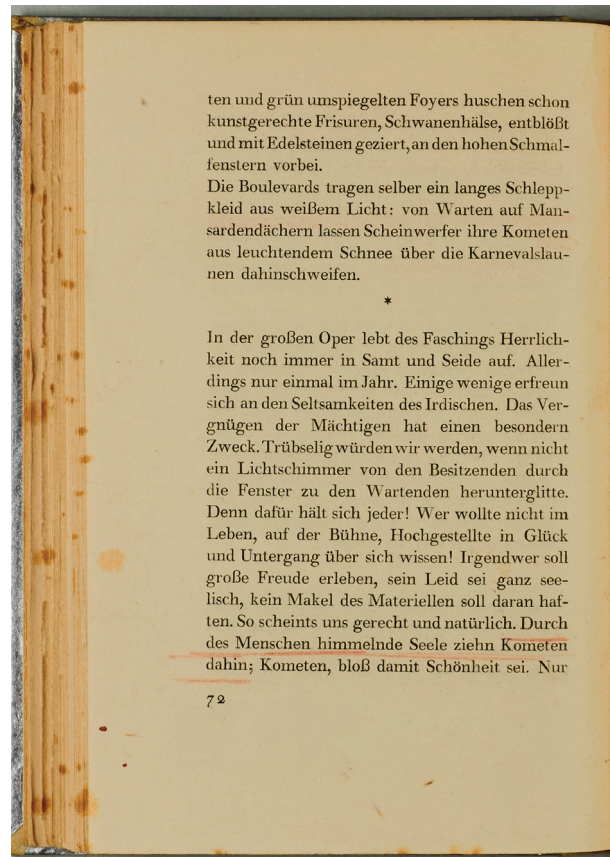 ten und grün umspiegelten Foyers huschen schon
kunstgerechte Frisuren, Schwanenhälse, entblößt
und mit Edelsteinen geziert, an den hohen Schmal-
fenstern vorbei.
Die Boulevards tragen selber ein langes Schlepp-
kleid aus weißem Licht: von Warten auf Man-
sardendächern lassen Scheinwerfer ihre Kometen
aus leuchtendem Schnee über die Karnevalslau-
nen dahinschweifen.
*
In der großen Oper lebt des Faschings Herrlich-
keit noch immer in Samt und Seide auf. Aller-
dings nur einmal im Jahr. Einige wenige erfreun
sich an den Seltsamkeiten des Irdischen. Das Ver-
gnügen der Mächtigen hat einen besondern
Zweck. Trübselig würden wir werden, wenn nicht
ein Lichtschimmer von den Besitzenden durch
die Fenster zu den Wartenden herunterglitte.
Denn dafür hält sich jeder! Wer wollte nicht im
Leben, auf der Bühne, Hochgestellte in Glück
und Untergang über sich wissen! Irgendwer soll
große Freude erleben, sein Leid sei ganz see-
lisch, kein Makel des Materiellen soll daran haf-
ten. So scheints uns gerecht und natürlich. Durch
des Menschen himmelnde Seele ziehn Kometen
dahin; Kometen, bloß damit Schönheit sei. Nur
72